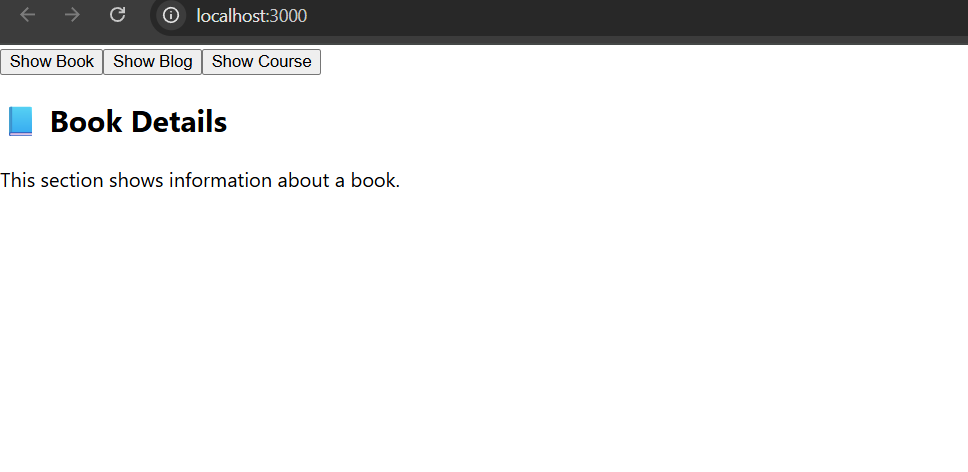 localhost:3000
Show Book Show Blog Show Course
Book Details
This section shows information about a book.